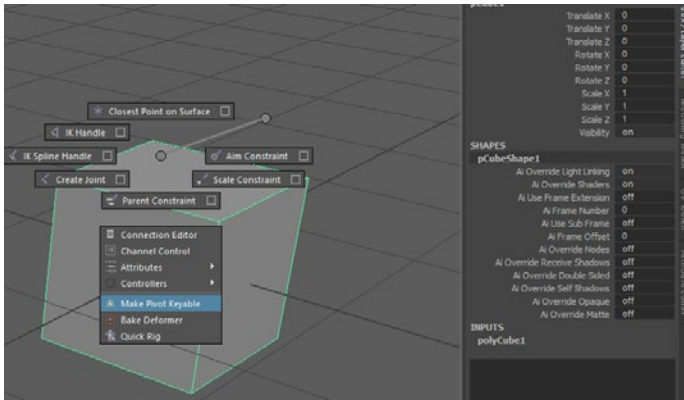 Closest Point on Surface
IK Handle
IK Spline Handle
Aim Constraint
Create Joint
Scale Constraint
Parent Constraint
Connection Editor
Channel Control
Attributes
Controllers
Make Pivot Keyable
Bake Deformer
Quick Rig
pCube1
Translate X 0
Translate Y 0
Translate Z 0
Rotate X 0
Rotate Y 0
Rotate Z 0
Scale X 1
Scale Y 1
Scale Z 1
Visibility on
SHAPES
pCubeShape1
Ai Override Light Linking on
Ai Override Shaders on
Ai Use Frame Extension off
Ai Frame Number 0
Ai Use Sub Frame off
Ai Frame Offset 0
Ai Override Nodes off
Ai Override Receive Shadows off
Ai Override Double Sided off
Ai Override Self Shadows off
Ai Override Opaque off
Ai Override Matte off
INPUTS
polyCube1